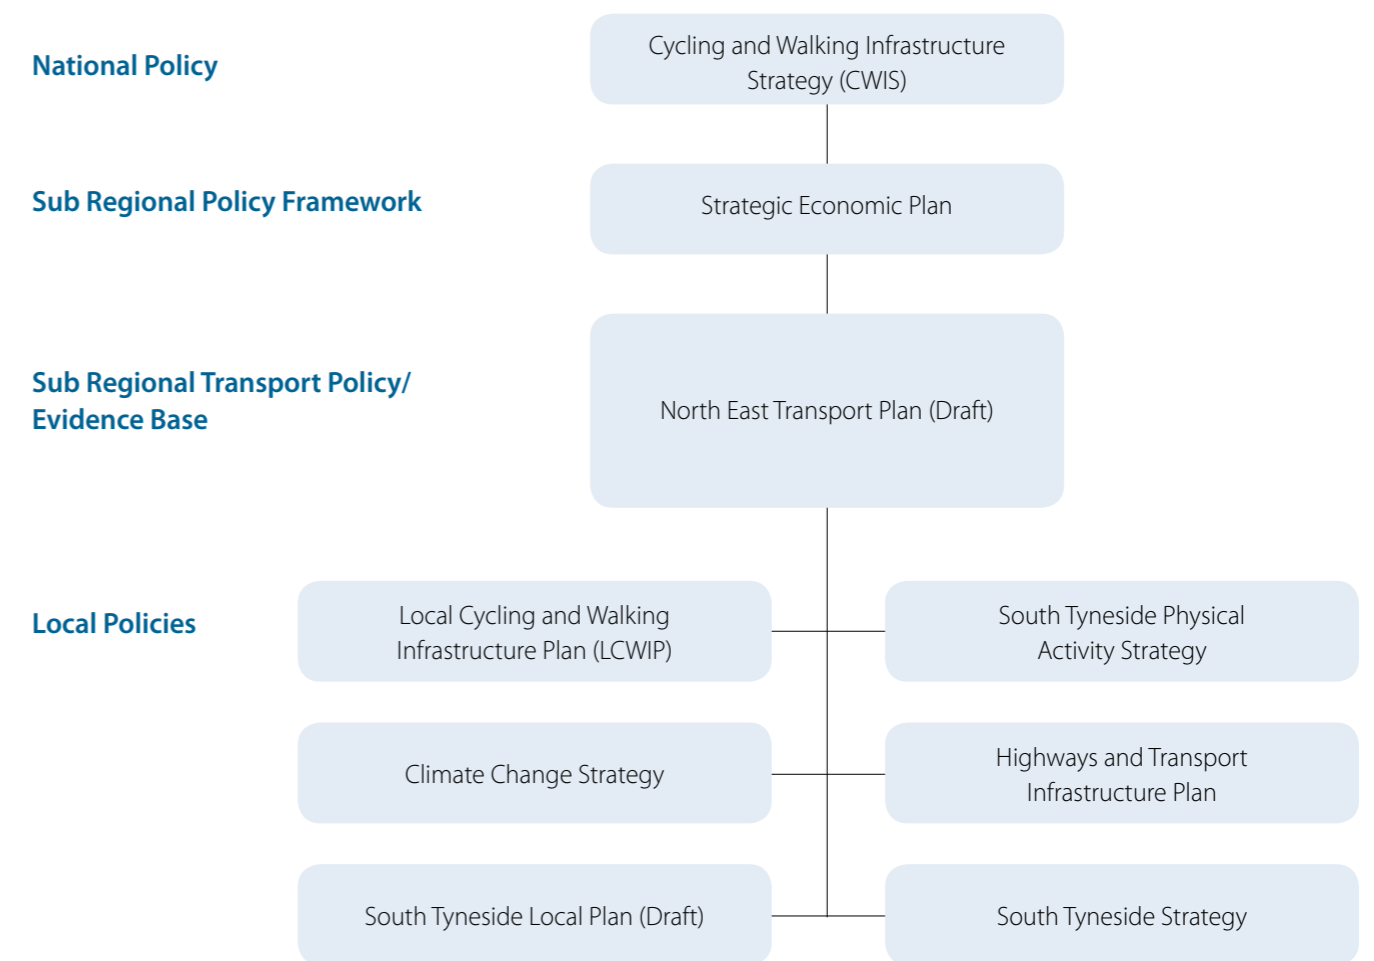 National Policy
Cycling and Walking Infrastructure
Strategy (CWIS)
Sub Regional Policy Framework
Strategic Economic Plan
Sub Regional Transport Policy/
Evidence Base
North East Transport Plan (Draft)
Local Policies
Local Cycling and Walking
Infrastructure Plan (LCWIP)
South Tyneside Physical
Activity Strategy
Climate Change Strategy
Highways and Transport
Infrastructure Plan
South Tyneside Local Plan (Draft)
South Tyneside Strategy